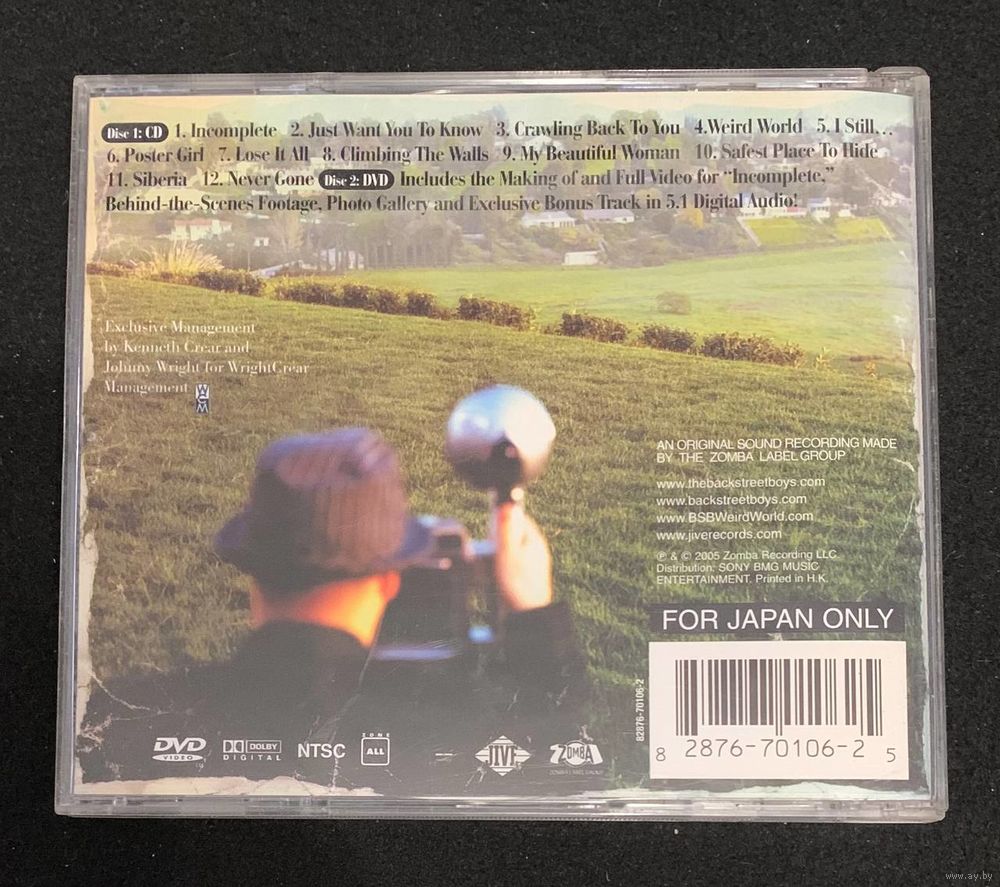 Disc 1: CD 1. Incomplete 2. Just Want You To Know 3. Crawling Back To You 4.Weird World 5. I Still...
6. Poster Girl 7. Lose It All 8. Climbing The Walls 9. My Beautiful Woman 10. Safest Place To Hide
11. Siberia 12. Never Gone Disc 2: DVD Includes the Making of and Full Video for “Incomplete,”
Behind-the-Scenes Footage, Photo Gallery and Exclusive Bonus Track in 5.1 Digital Audio!
Exclusive Management
by Kenneth Crear and
Johnny Wright for WrightCrear
Management
AN ORIGINAL SOUND RECORDING MADE
BY THE ZOMBA LABEL GROUP
www.thebackstreetboys.com
www.backstreetboys.com
www.BSBWeirdWorld.com
www.jiverecords.com
℗ & © 2005 Zomba Recording LLC
Distribution: SONY BMG MUSIC
ENTERTAINMENT. Printed in H.K.
FOR JAPAN ONLY
82876-70106-2
8 2876-70106-2 5
DVD
VIDEO
DOLBY
DIGITAL
NTSC
ZONE
ALL
JIVE
ZOMBA
ZOMBA LABEL GROUP
www.ay.by